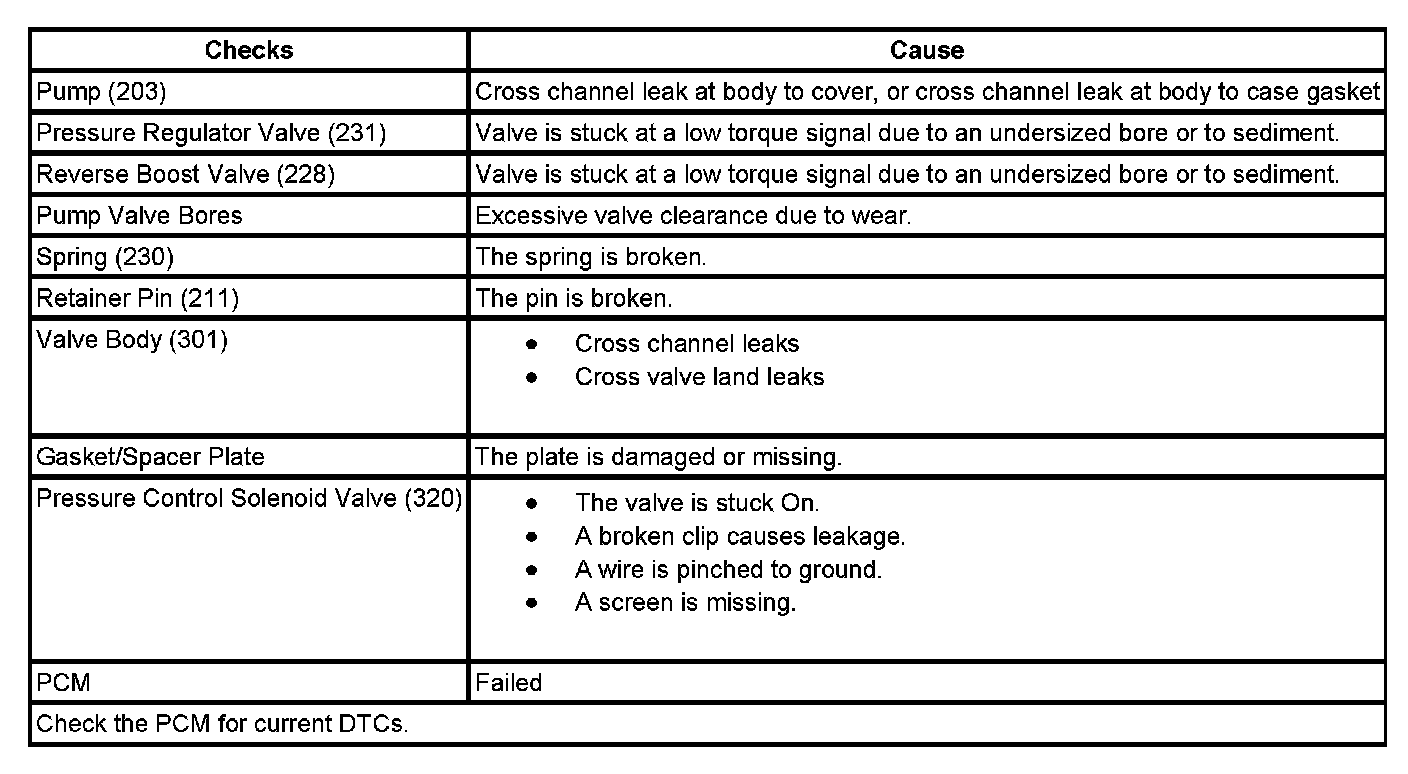 Checks Cause
Pump (203) Cross channel leak at body to cover, or cross channel leak at body to case gasket
Pressure Regulator Valve (231) Valve is stuck at a low torque signal due to an undersized bore or to sediment.
Reverse Boost Valve (228) Valve is stuck at a low torque signal due to an undersized bore or to sediment.
Pump Valve Bores Excessive valve clearance due to wear.
Spring (230) The spring is broken.
Retainer Pin (211) The pin is broken.
Valve Body (301)
• Cross channel leaks
• Cross valve land leaks
Gasket/Spacer Plate The plate is damaged or missing.
Pressure Control Solenoid Valve (320)
• The valve is stuck On.
• A broken clip causes leakage.
• A wire is pinched to ground.
• A screen is missing.
PCM Failed
Check the PCM for current DTCs.